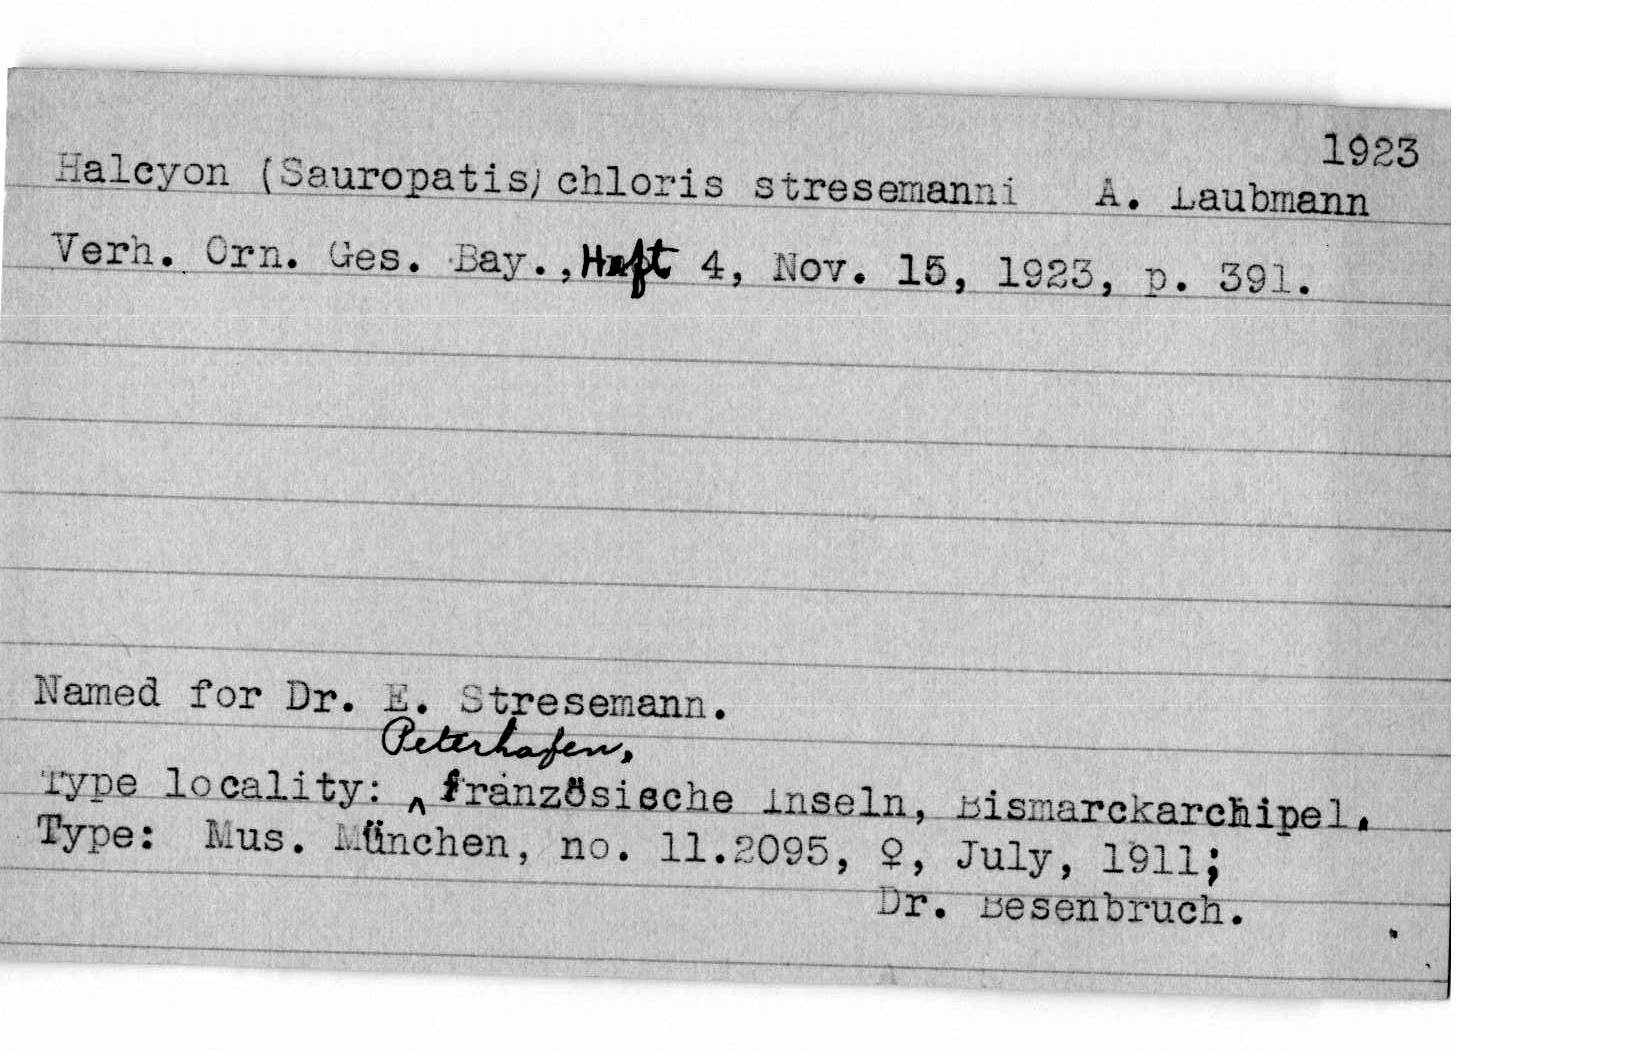 1923
Halcyon (Sauropatis) chloris stresemanni A. Laubmann
Verh. Orn. Ges. Bay., Heft 4, Nov. 15, 1923, p. 391.
Named for Dr. E. Stresemann.
Peterhafen,
Type locality: ^ französische Inseln, Bismarckarchipel.
Type: Mus. München, no. 11.2095, ♀, July, 1911;
Dr. Besenbruch.